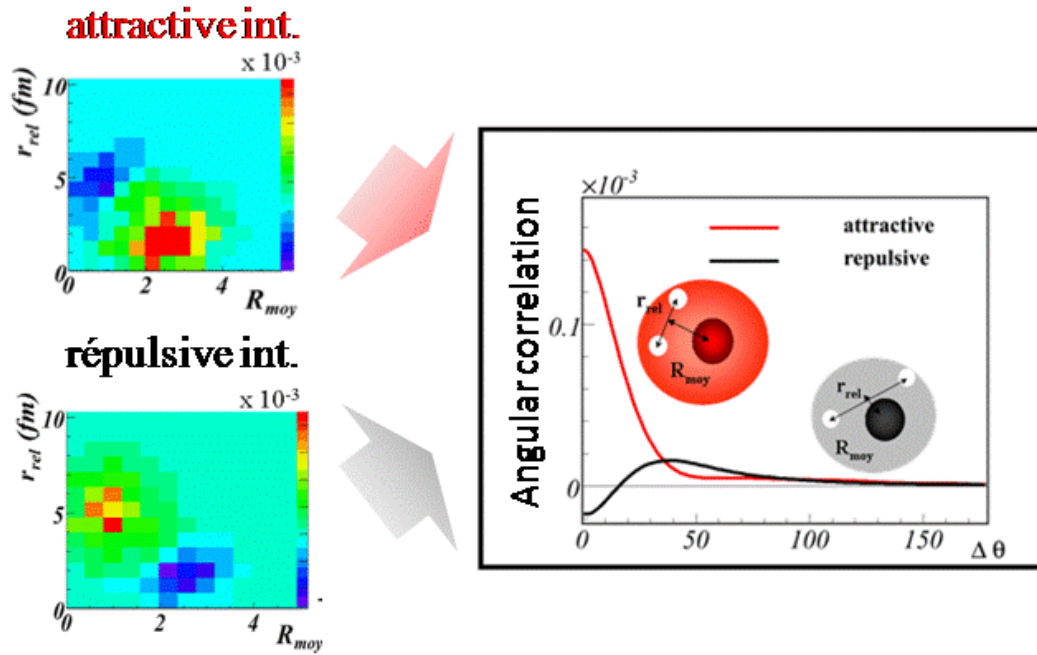 attractive int.
x 10⁻³
r_rel (fm)
10
5
0
0
2
4
R_moy
répulsive int.
x 10⁻³
r_rel (fm)
10
5
0
0
2
4
R_moy
Angular correlation
×10⁻³
attractive
repulsive
r_rel
R_moy
r_rel
R_moy
0.1
0
0
50
100
150
Δ θ